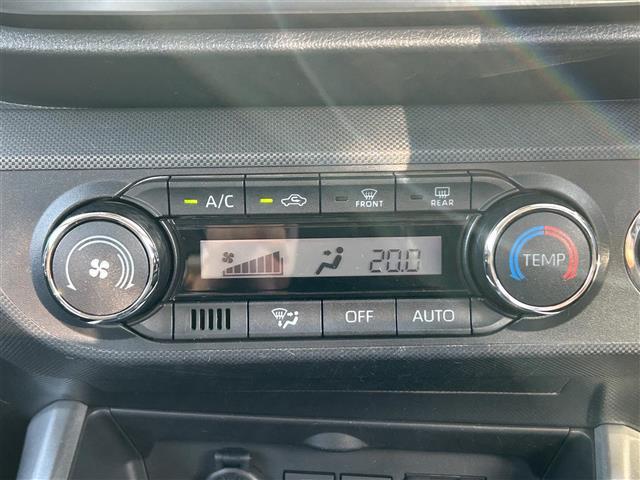 A/C FRONT REAR
20.0
TEMP
OFF AUTO